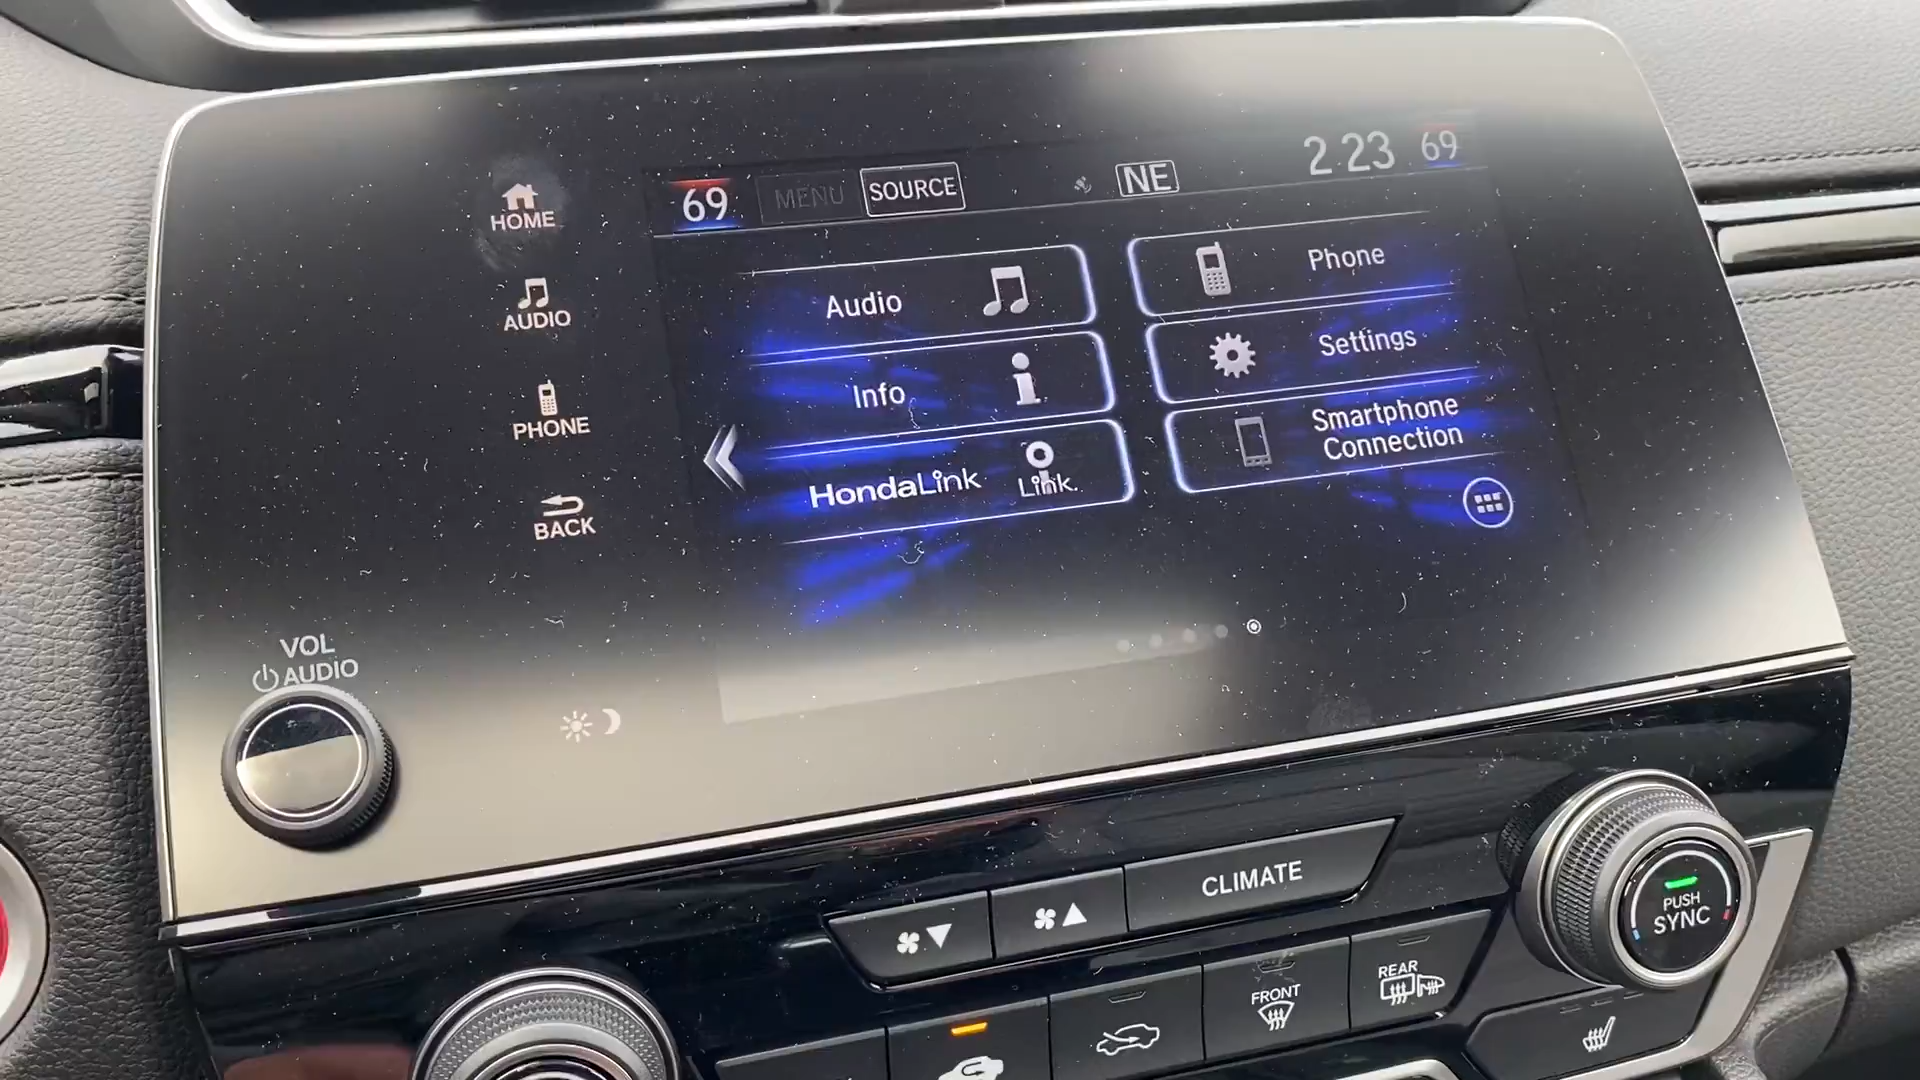 HOME
AUDIO
PHONE
BACK
VOL
AUDIO
69 MENU SOURCE NE 2:23 69
Audio
Info
HondaLink Link.
Phone
Settings
Smartphone
Connection
CLIMATE
PUSH
SYNC
FRONT
REAR